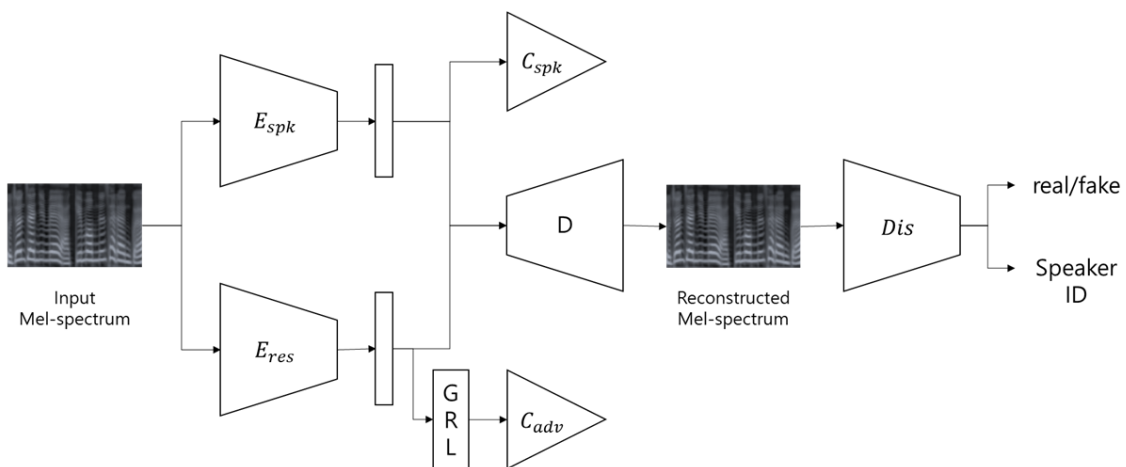 C_spk
E_spk
D
Dis
real/fake
Speaker
ID
Input
Mel-spectrum
Reconstructed
Mel-spectrum
E_res
G
R
L
C_adv